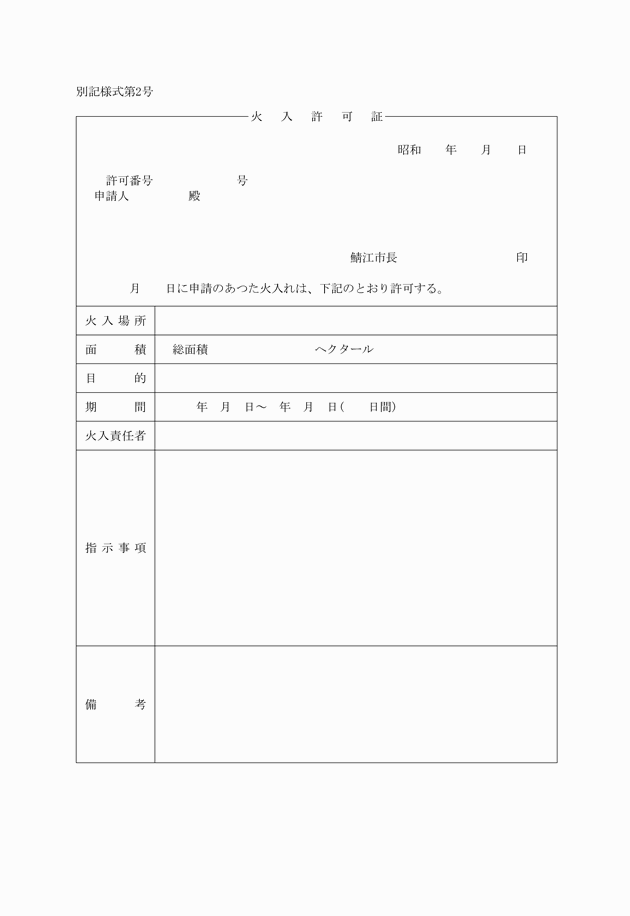 別記様式第2号
火入許可証
昭和　　年　　月　　日
許可番号　　　　　　　号
申請人　　　　　殿
鯖江市長　　　　　　　　　　印
月　　日に申請のあつた火入れは、下記のとおり許可する。
火入場所
面積　総面積　　　　　　　　　ヘクタール
目的
期間　年　月　日～　年　月　日(　　日間)
火入責任者
指示事項
備考